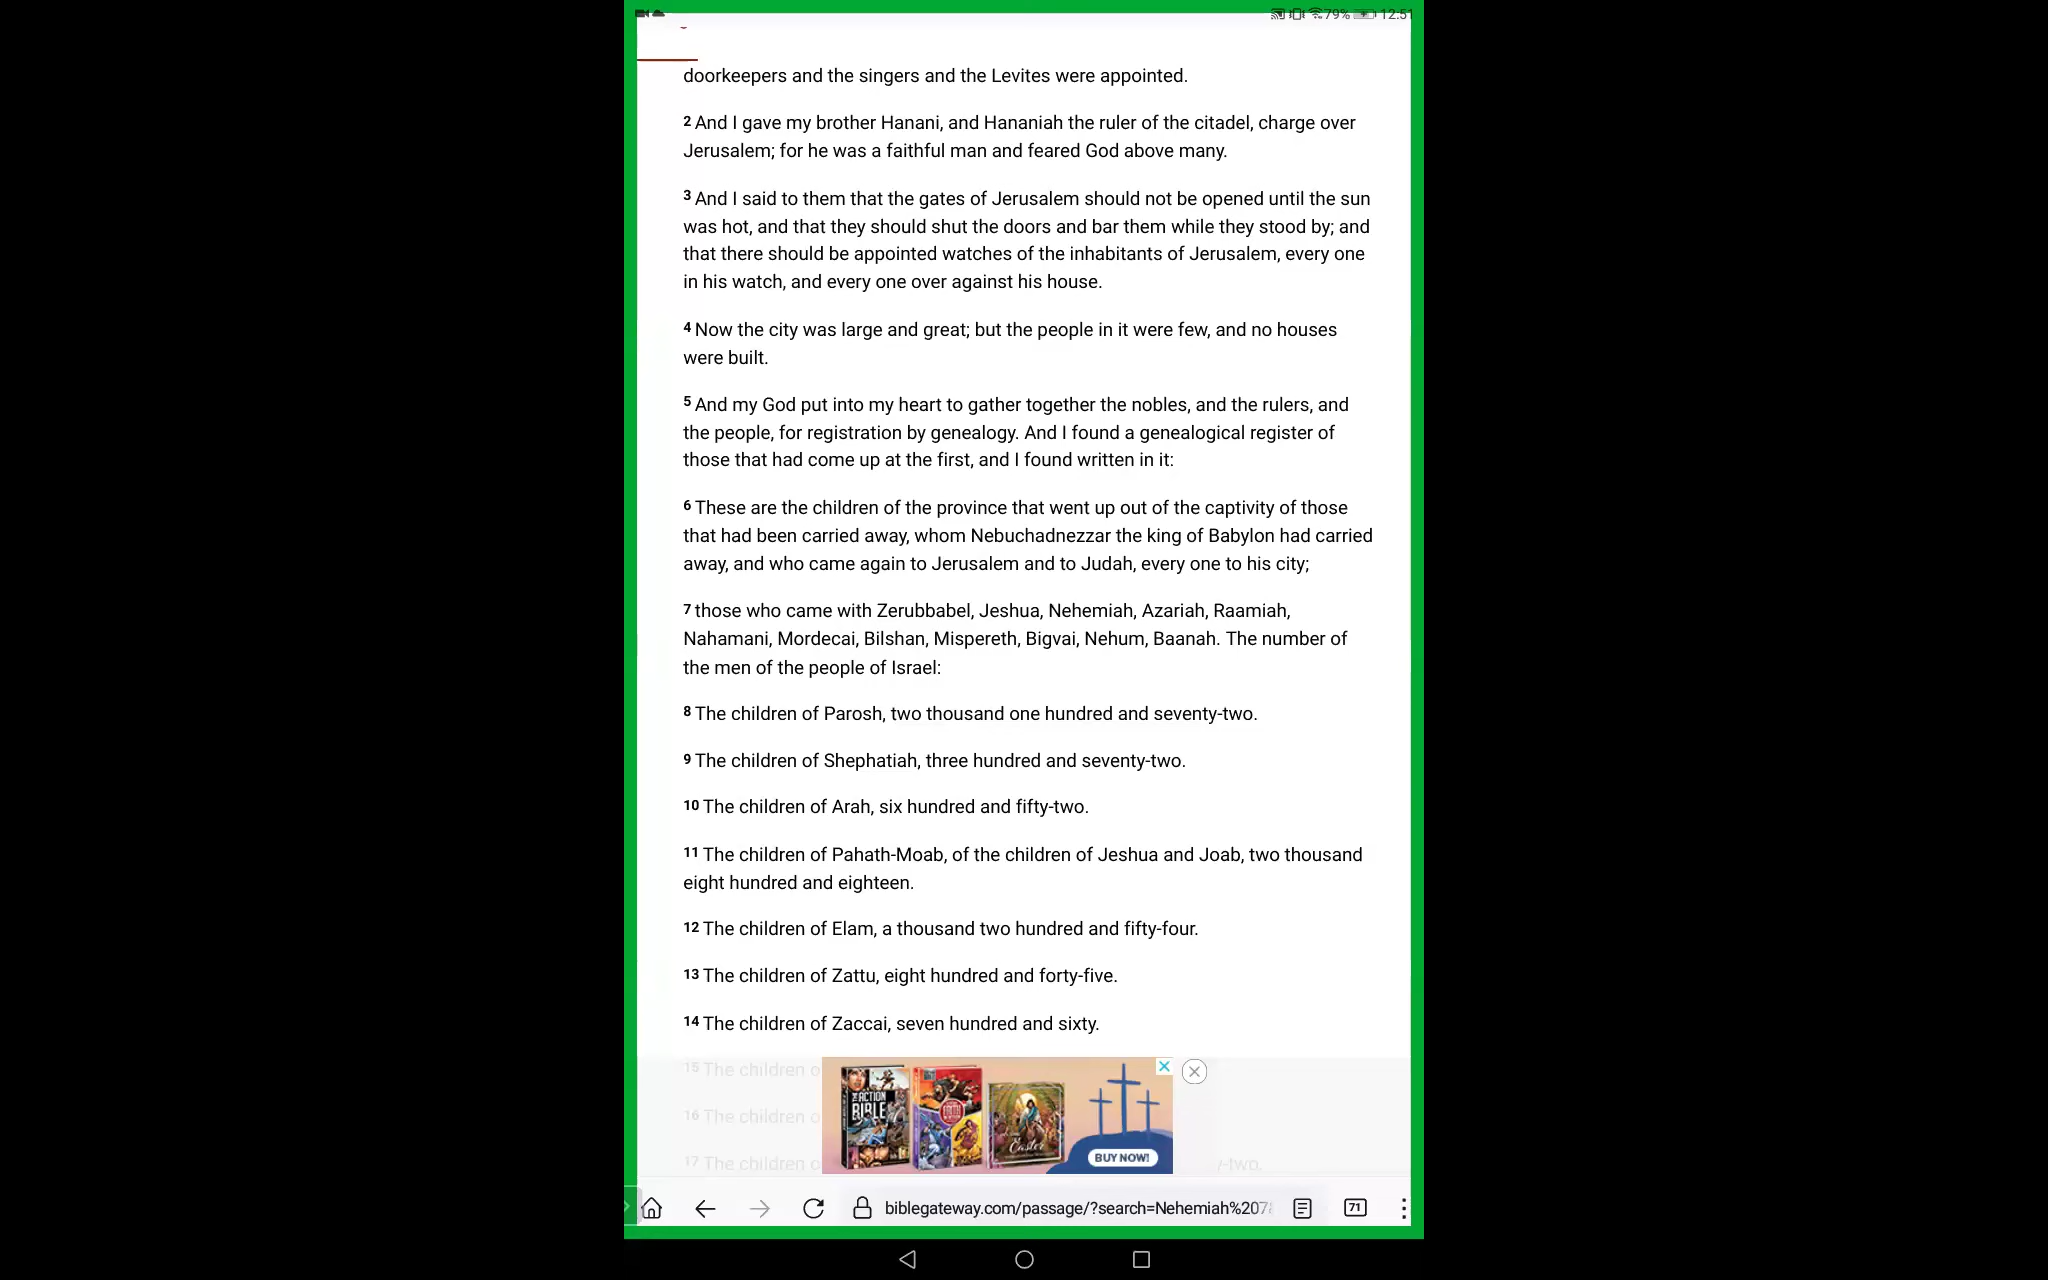 79% 12:51
doorkeepers and the singers and the Levites were appointed.
2 And I gave my brother Hanani, and Hananiah the ruler of the citadel, charge over
Jerusalem; for he was a faithful man and feared God above many.
3 And I said to them that the gates of Jerusalem should not be opened until the sun
was hot, and that they should shut the doors and bar them while they stood by; and
that there should be appointed watches of the inhabitants of Jerusalem, every one
in his watch, and every one over against his house.
4 Now the city was large and great; but the people in it were few, and no houses
were built.
5 And my God put into my heart to gather together the nobles, and the rulers, and
the people, for registration by genealogy. And I found a genealogical register of
those that had come up at the first, and I found written in it:
6 These are the children of the province that went up out of the captivity of those
that had been carried away, whom Nebuchadnezzar the king of Babylon had carried
away, and who came again to Jerusalem and to Judah, every one to his city;
7 those who came with Zerubbabel, Jeshua, Nehemiah, Azariah, Raamiah,
Nahamani, Mordecai, Bilshan, Mispereth, Bigvai, Nehum, Baanah. The number of
the men of the people of Israel:
8 The children of Parosh, two thousand one hundred and seventy-two.
9 The children of Shephatiah, three hundred and seventy-two.
10 The children of Arah, six hundred and fifty-two.
11 The children of Pahath-Moab, of the children of Jeshua and Joab, two thousand
eight hundred and eighteen.
12 The children of Elam, a thousand two hundred and fifty-four.
13 The children of Zattu, eight hundred and forty-five.
14 The children of Zaccai, seven hundred and sixty.
15 The children o
16 The children o
17 The children o y-two.
THE ACTION BIBLE
Easter
BUY NOW!
biblegateway.com/passage/?search=Nehemiah%207
71